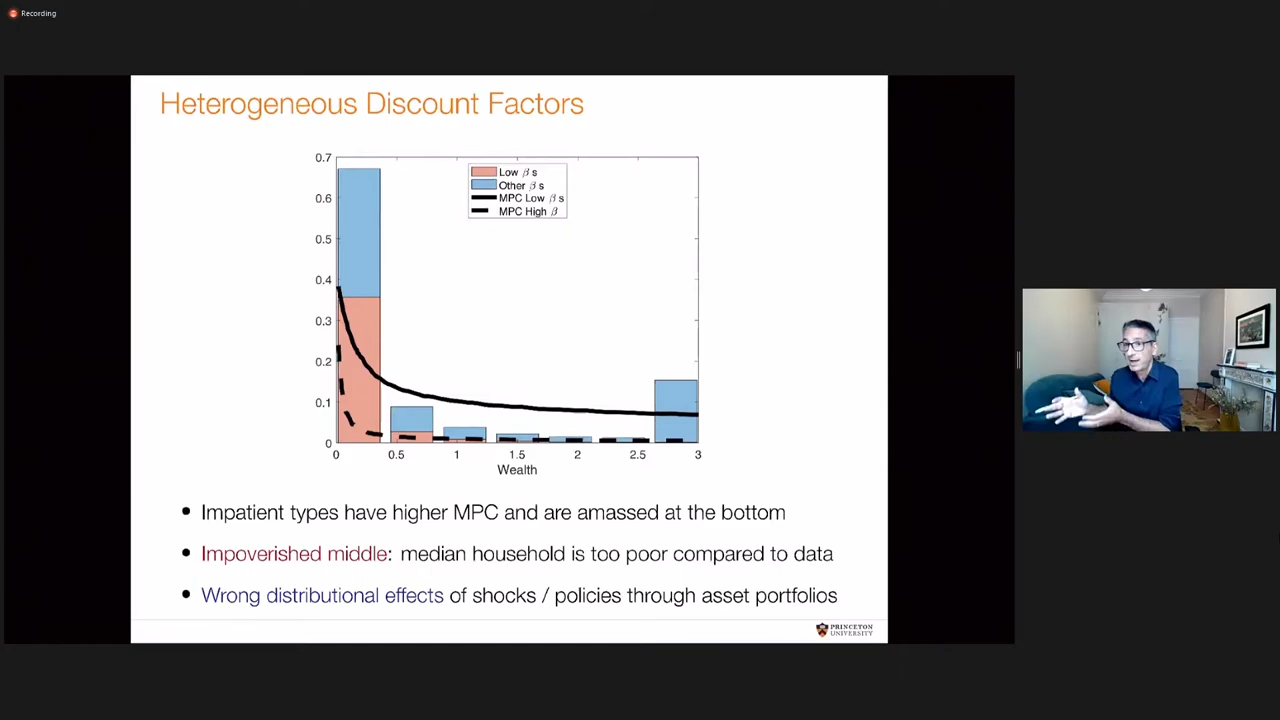 Recording
Heterogeneous Discount Factors
0.7
0.6
0.5
0.4
0.3
0.2
0.1
0
Low β s
Other β s
MPC Low β s
MPC High β
0 0.5 1 1.5 2 2.5 3
Wealth
• Impatient types have higher MPC and are amassed at the bottom
• Impoverished middle: median household is too poor compared to data
• Wrong distributional effects of shocks / policies through asset portfolios
PRINCETON
UNIVERSITY